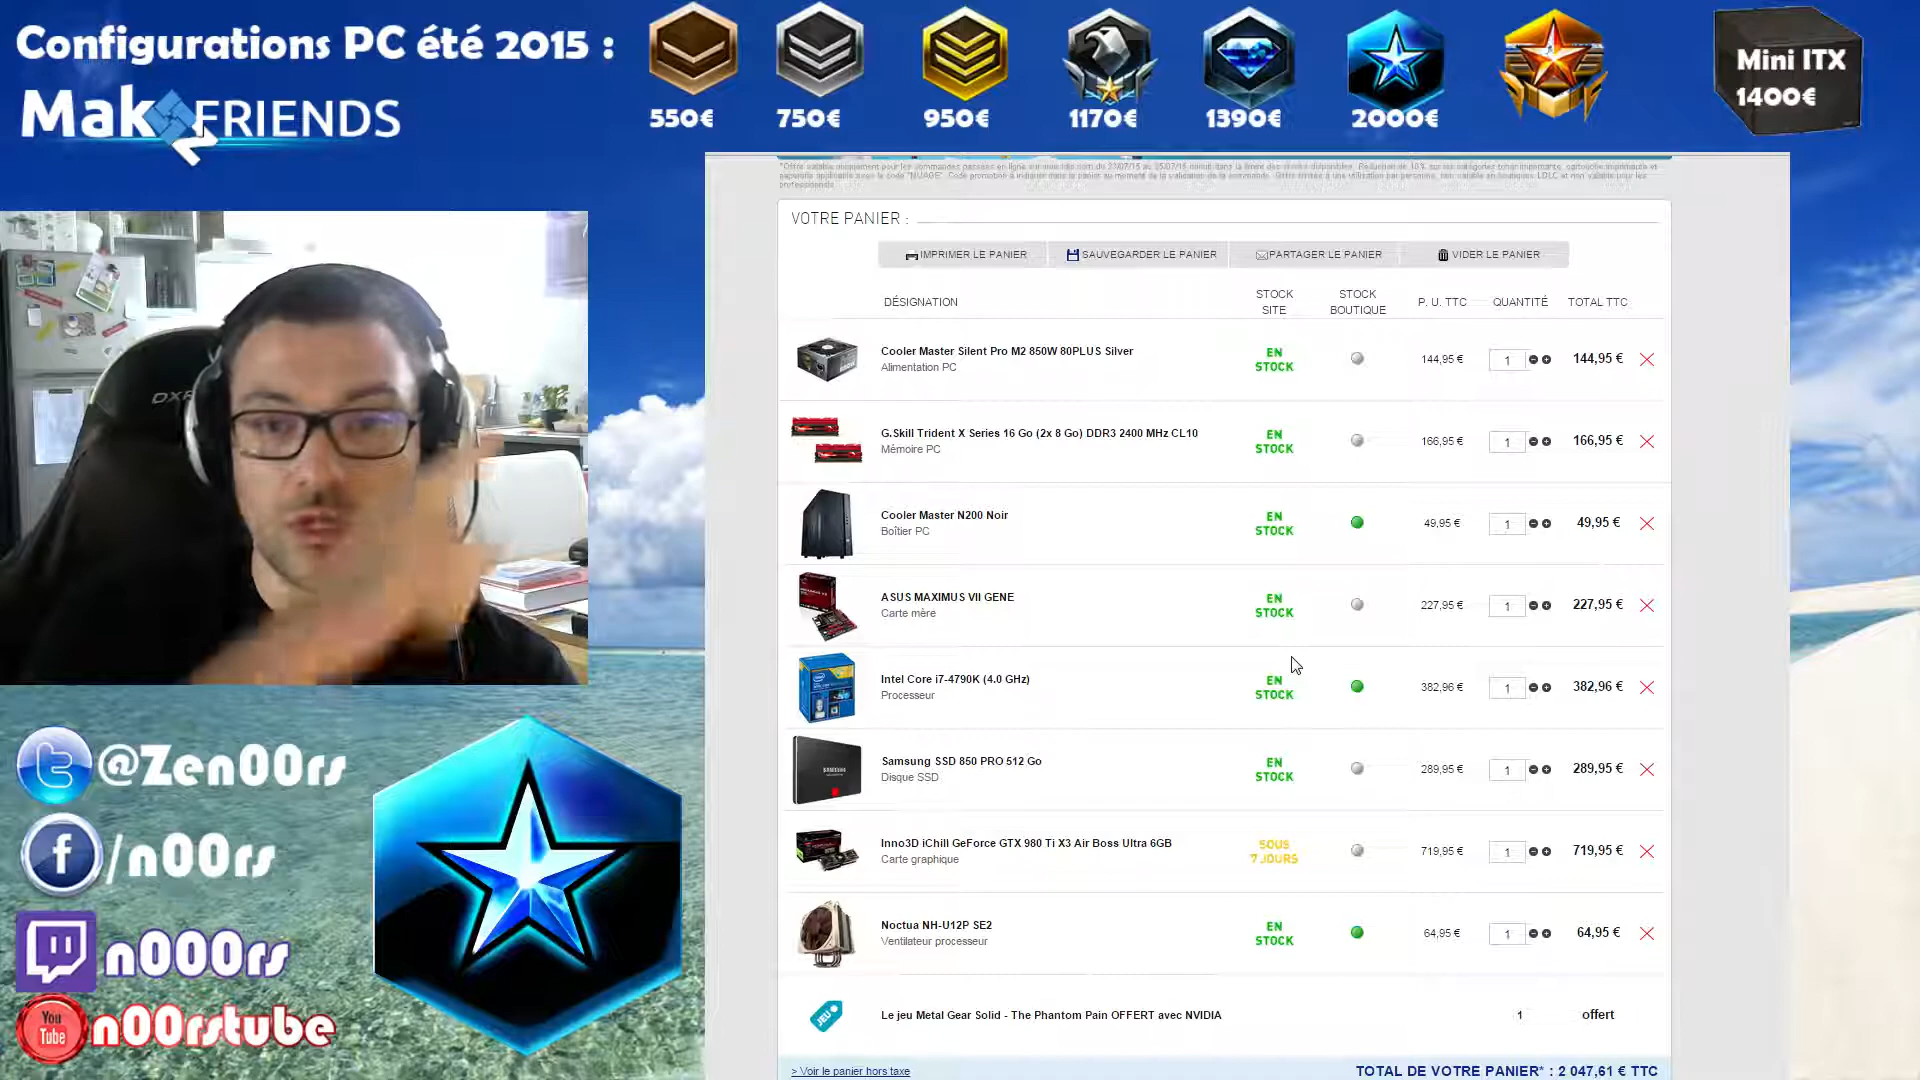 Configurations PC été 2015 :
MakZFRIENDS
550€
750€
950€
1170€
1390€
2000€
Mini ITX
1400€
VOTRE PANIER :
IMPRIMER LE PANIER
SAUVEGARDER LE PANIER
PARTAGER LE PANIER
VIDER LE PANIER
DÉSIGNATION
STOCK SITE
STOCK BOUTIQUE
P. U. TTC
QUANTITÉ
TOTAL TTC
Cooler Master Silent Pro M2 850W 80PLUS Silver
Alimentation PC
EN STOCK
144,95 €
1
144,95 €
G.Skill Trident X Series 16 Go (2x 8 Go) DDR3 2400 MHz CL10
Mémoire PC
EN STOCK
166,95 €
1
166,95 €
Cooler Master N200 Noir
Boîtier PC
EN STOCK
49,95 €
1
49,95 €
ASUS MAXIMUS VII GENE
Carte mère
EN STOCK
227,95 €
1
227,95 €
Intel Core i7-4790K (4.0 GHz)
Processeur
EN STOCK
382,96 €
1
382,96 €
Samsung SSD 850 PRO 512 Go
Disque SSD
EN STOCK
289,95 €
1
289,95 €
Inno3D iChill GeForce GTX 980 Ti X3 Air Boss Ultra 6GB
Carte graphique
SOUS 7 JOURS
719,95 €
1
719,95 €
Noctua NH-U12P SE2
Ventilateur processeur
EN STOCK
64,95 €
1
64,95 €
JEU
Le jeu Metal Gear Solid - The Phantom Pain OFFERT avec NVIDIA
1
offert
> Voir le panier hors taxe
TOTAL DE VOTRE PANIER* : 2 047,61 € TTC
@Zen00rs
/n00rs
n000rs
You Tube
n00rstube